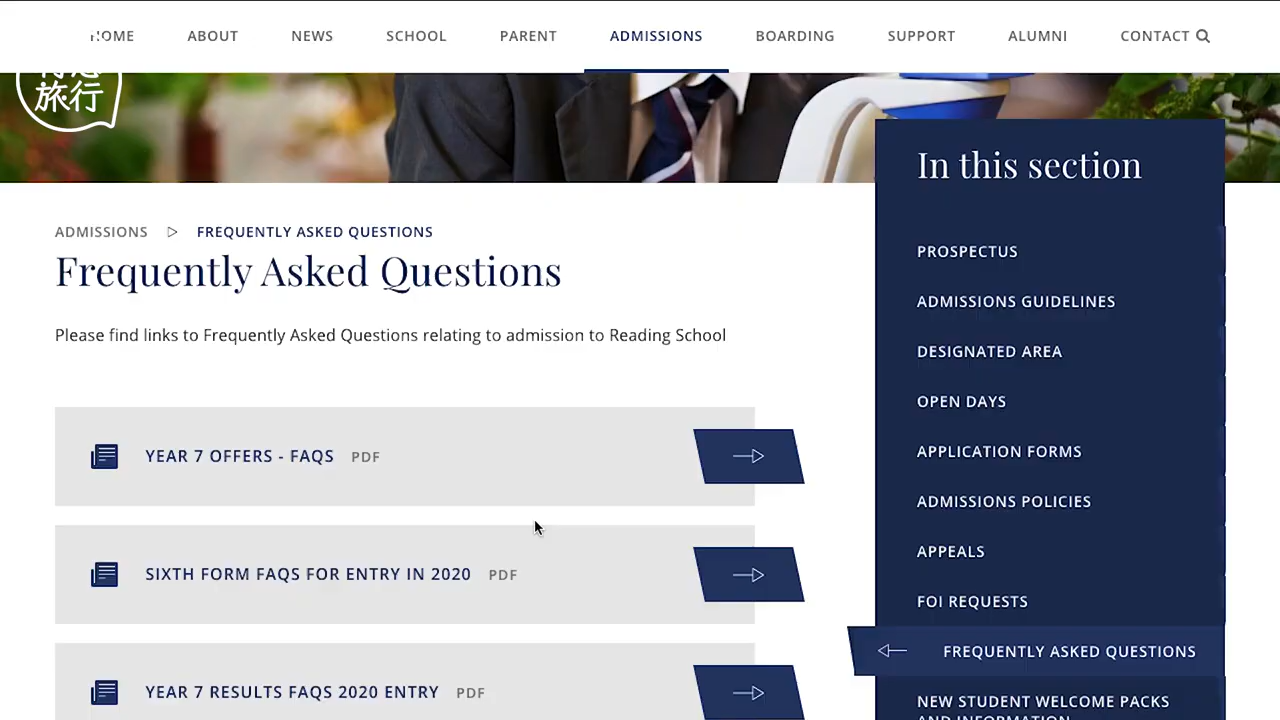 HOME
ABOUT
NEWS
SCHOOL
PARENT
ADMISSIONS
BOARDING
SUPPORT
ALUMNI
CONTACT
旅行
In this section
ADMISSIONS
FREQUENTLY ASKED QUESTIONS
Frequently Asked Questions
Please find links to Frequently Asked Questions relating to admission to Reading School
YEAR 7 OFFERS - FAQS PDF
SIXTH FORM FAQS FOR ENTRY IN 2020 PDF
YEAR 7 RESULTS FAQS 2020 ENTRY PDF
PROSPECTUS
ADMISSIONS GUIDELINES
DESIGNATED AREA
OPEN DAYS
APPLICATION FORMS
ADMISSIONS POLICIES
APPEALS
FOI REQUESTS
FREQUENTLY ASKED QUESTIONS
NEW STUDENT WELCOME PACKS
AND INFORMATION